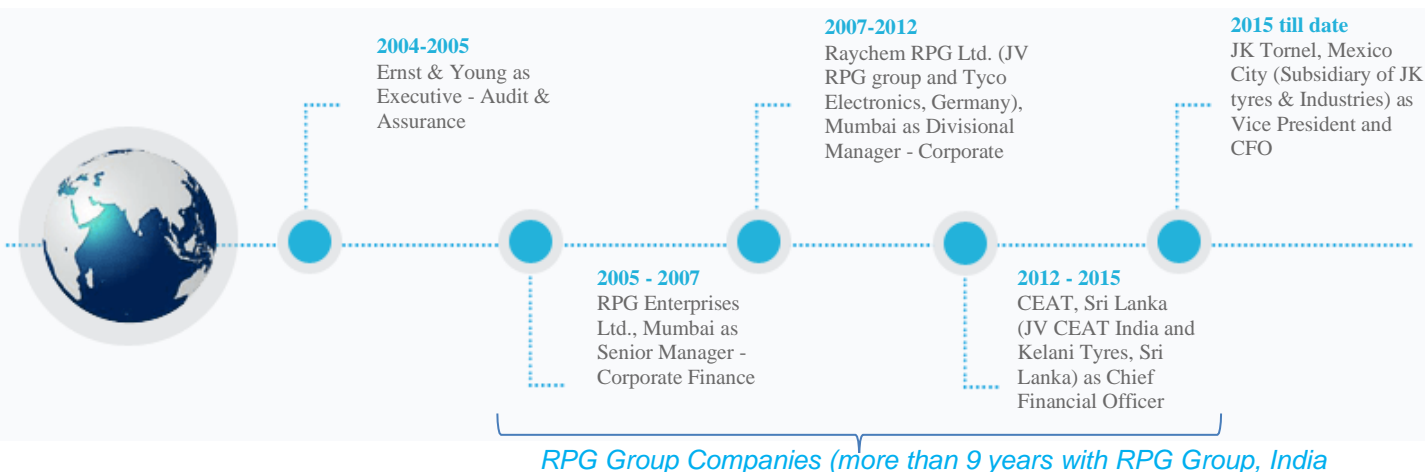 2004-2005
Ernst & Young as
Executive - Audit &
Assurance
2005 - 2007
RPG Enterprises
Ltd., Mumbai as
Senior Manager -
Corporate Finance
2007-2012
Raychem RPG Ltd. (JV
RPG group and Tyco
Electronics, Germany),
Mumbai as Divisional
Manager - Corporate
2012 - 2015
CEAT, Sri Lanka
(JV CEAT India and
Kelani Tyres, Sri
Lanka) as Chief
Financial Officer
2015 till date
JK Tornel, Mexico
City (Subsidiary of JK
tyres & Industries) as
Vice President and
CFO
RPG Group Companies (more than 9 years with RPG Group, India